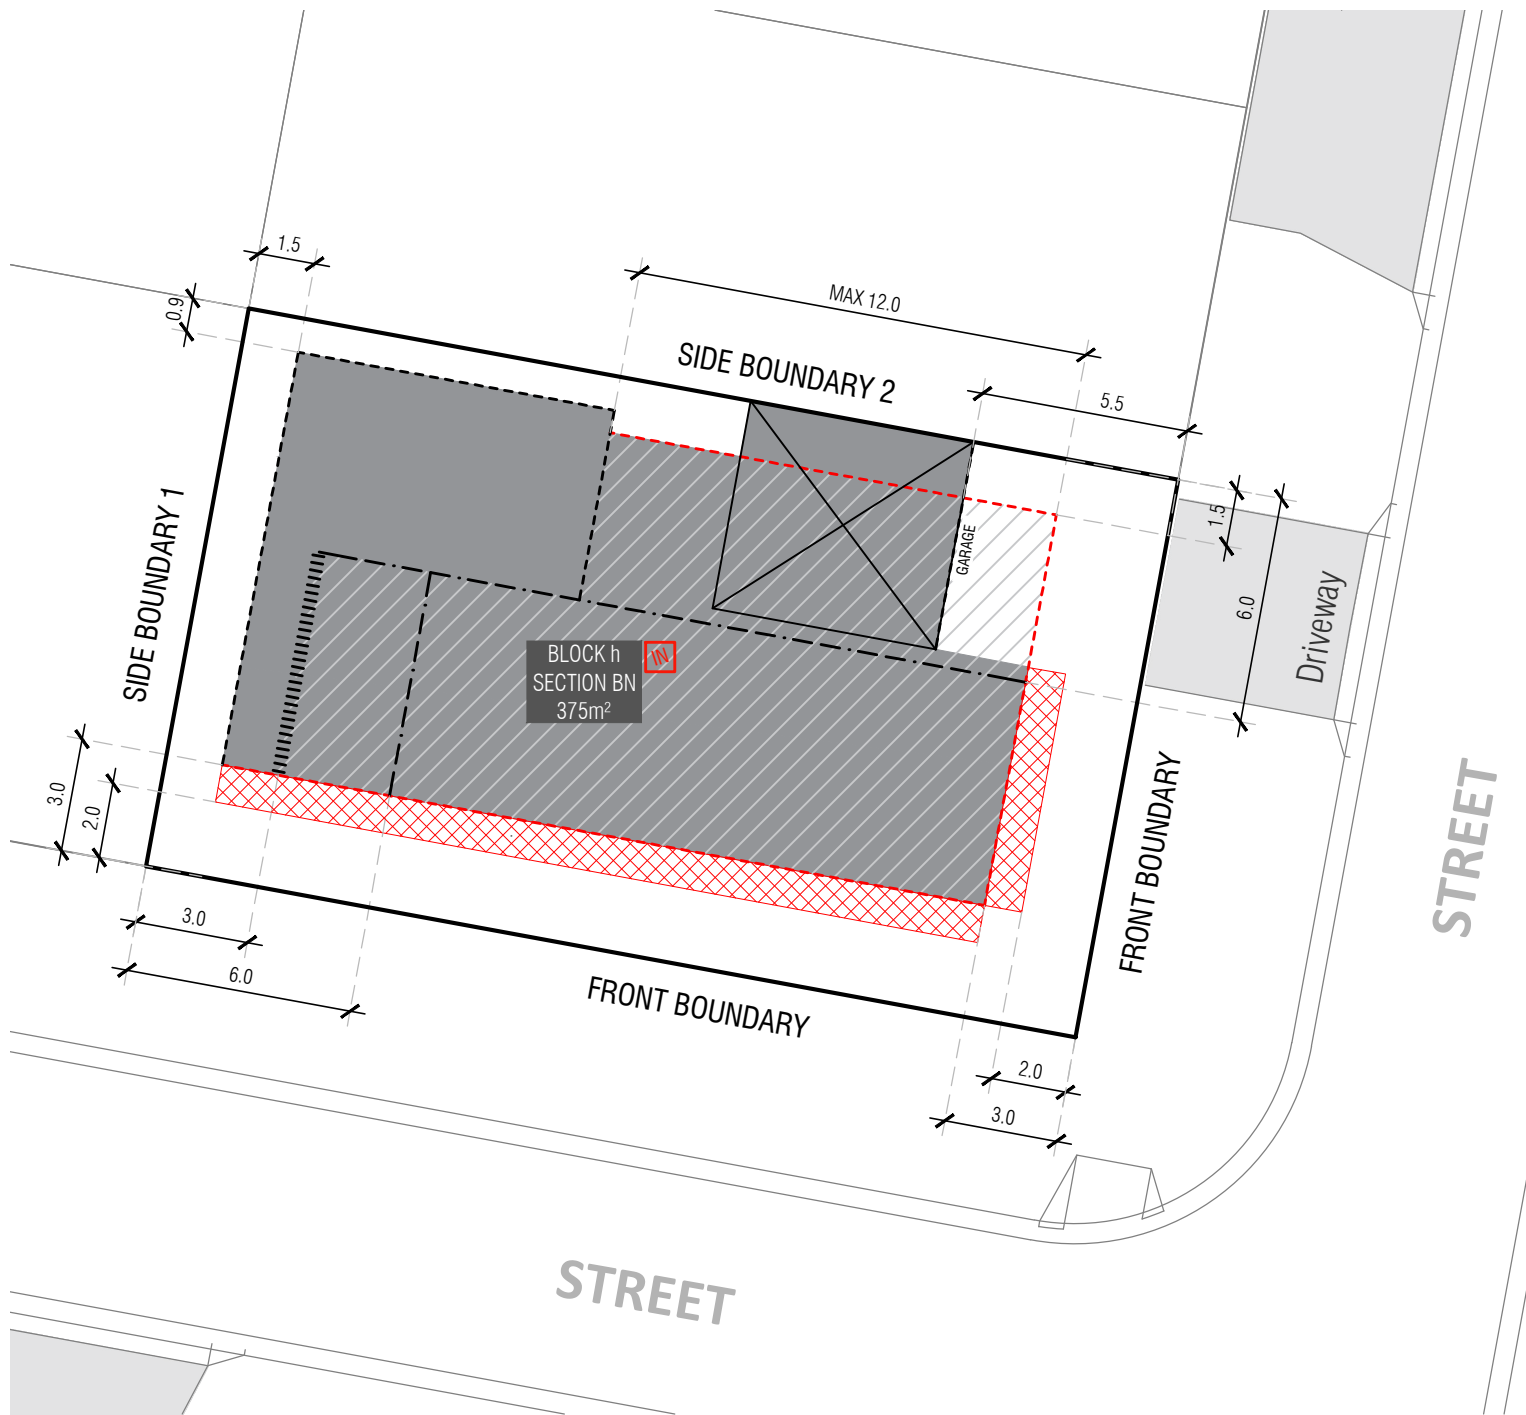 1.5
0.9
MAX 12.0
SIDE BOUNDARY 2
5.5
1.5
6.0
GARAGE
Driveway
SIDE BOUNDARY 1
BLOCK h
SECTION BN
375m²
IN
3.0
2.0
3.0
6.0
FRONT BOUNDARY
FRONT BOUNDARY
STREET
2.0
3.0
STREET